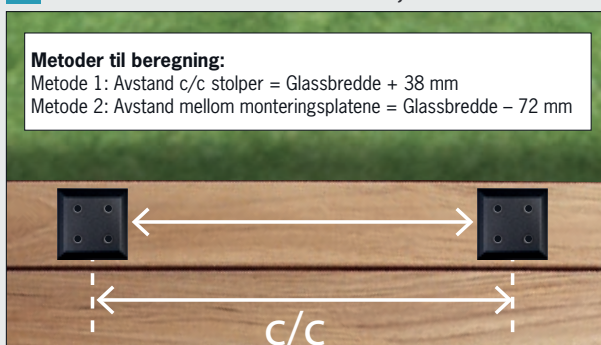 Metoder til beregning:
Metode 1: Avstand c/c stolper = Glassbredde + 38 mm
Metode 2: Avstand mellom monteringsplatene = Glassbredde – 72 mm
c/c